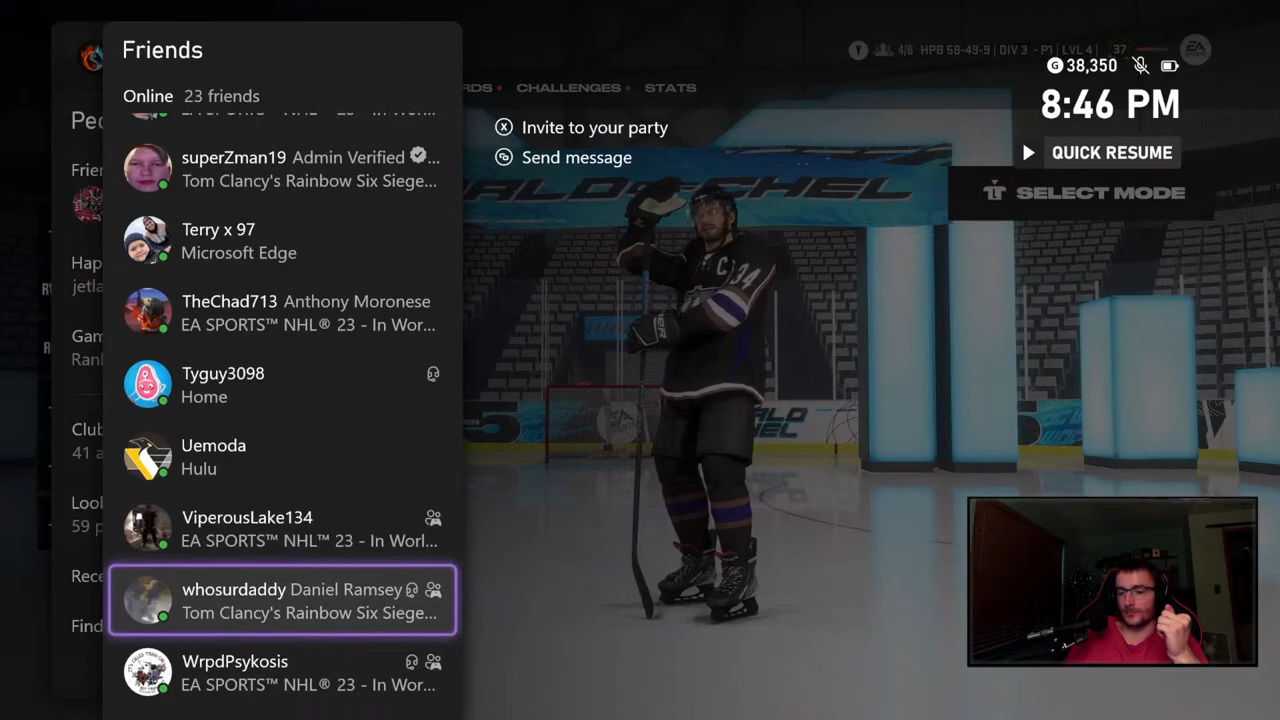 Friends
Online 23 friends
superZman19 Admin Verified ...
Tom Clancy's Rainbow Six Siege...
Terry x 97
Microsoft Edge
TheChad713 Anthony Moronese
EA SPORTS™ NHL® 23 - In Wor...
Tyguy3098
Home
Uemoda
Hulu
ViperousLake134
EA SPORTS™ NHL™ 23 - In Worl...
whosurdaddy Daniel Ramsey
Tom Clancy's Rainbow Six Siege...
WrpdPsykosis
EA SPORTS™ NHL® 23 - In Wor...
X Invite to your party
Send message
Y 4/6 HPB 58-49-9 | DIV 3 - P1 | LVL 4 | 37
G 38,350
8:46 PM
QUICK RESUME
SELECT MODE
CHALLENGES
STATS
C 34